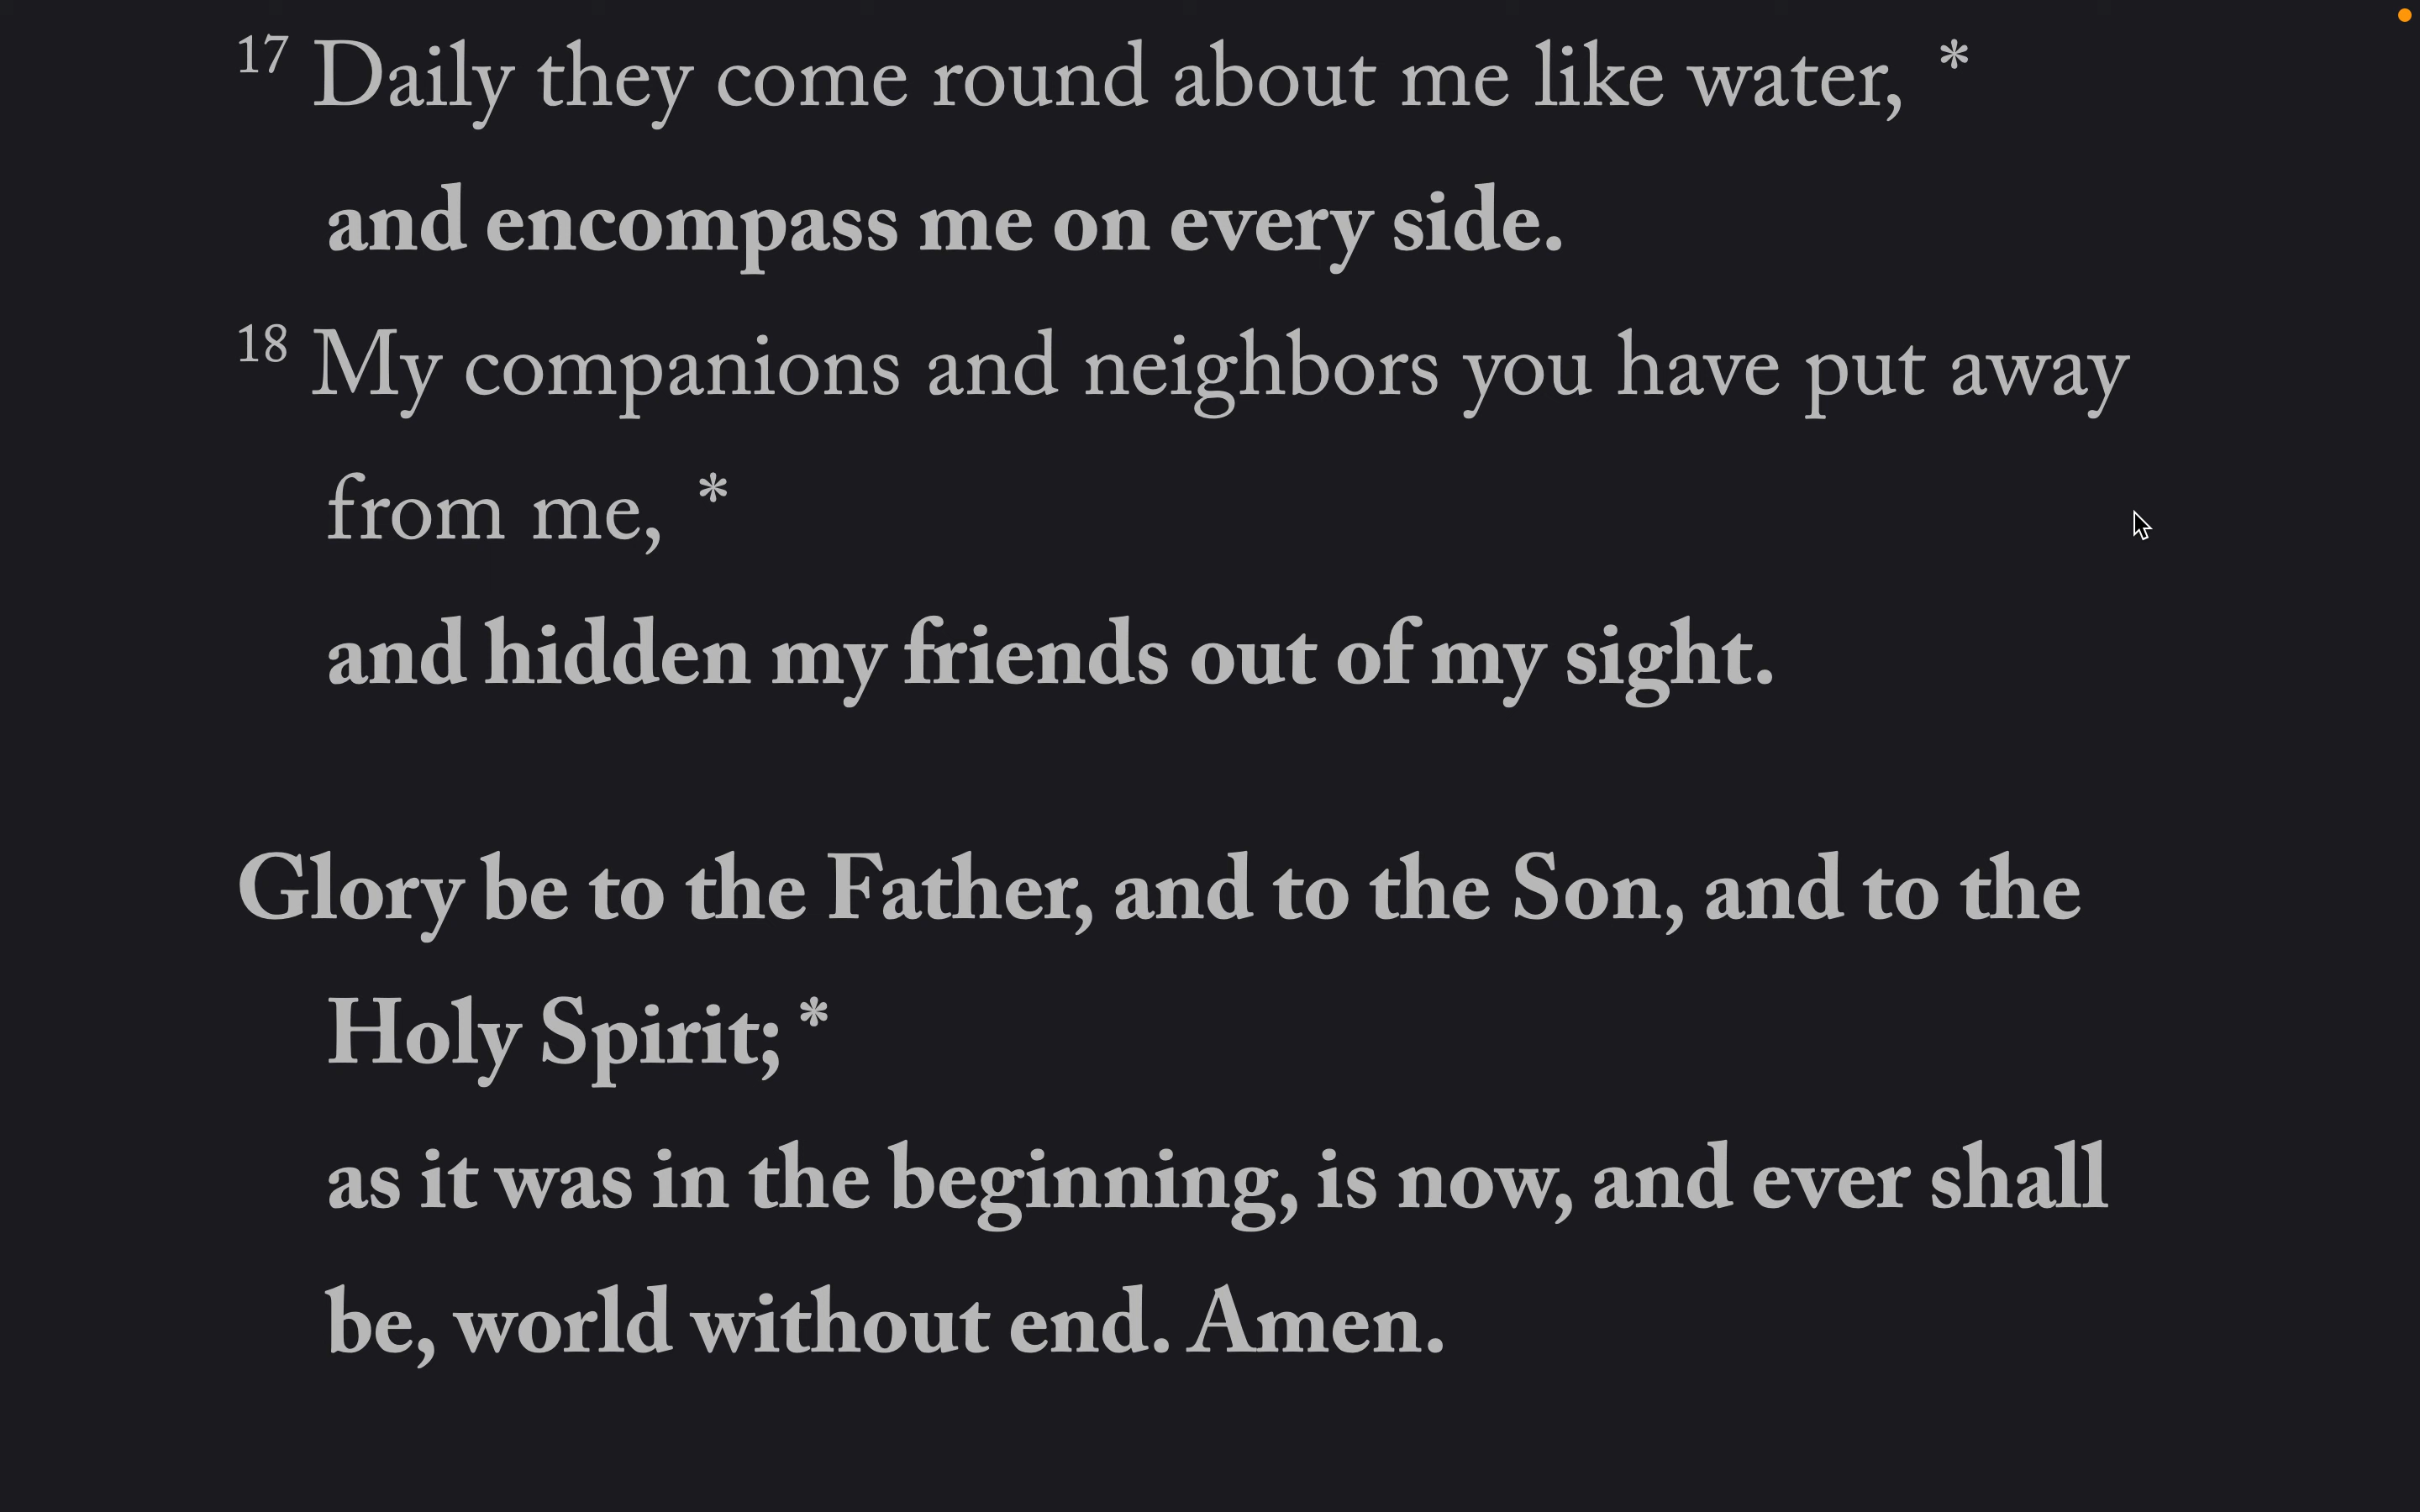 17 Daily they come round about me like water, *
and encompass me on every side.
18 My companions and neighbors you have put away
from me, *
and hidden my friends out of my sight.
Glory be to the Father, and to the Son, and to the
Holy Spirit; *
as it was in the beginning, is now, and ever shall
be, world without end. Amen.